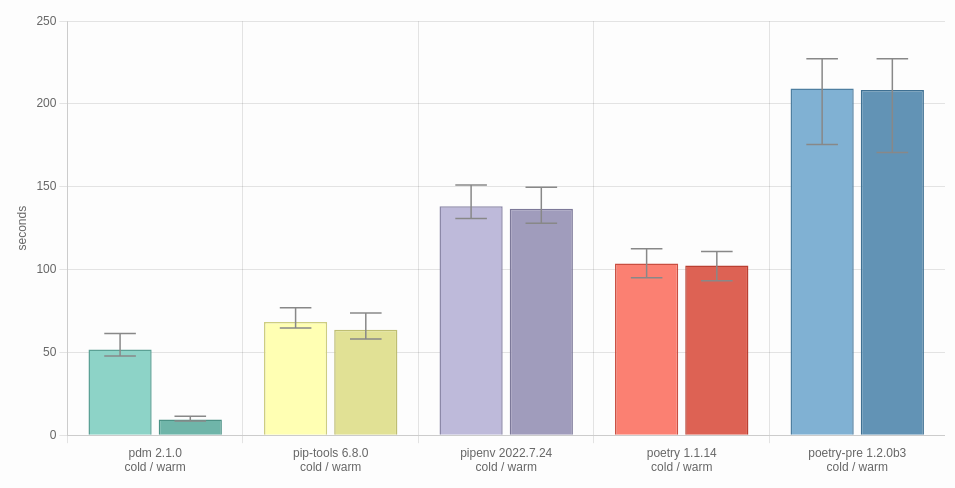 250
200
150
100
50
0
seconds
pdm 2.1.0
cold / warm
pip-tools 6.8.0
cold / warm
pipenv 2022.7.24
cold / warm
poetry 1.1.14
cold / warm
poetry-pre 1.2.0b3
cold / warm